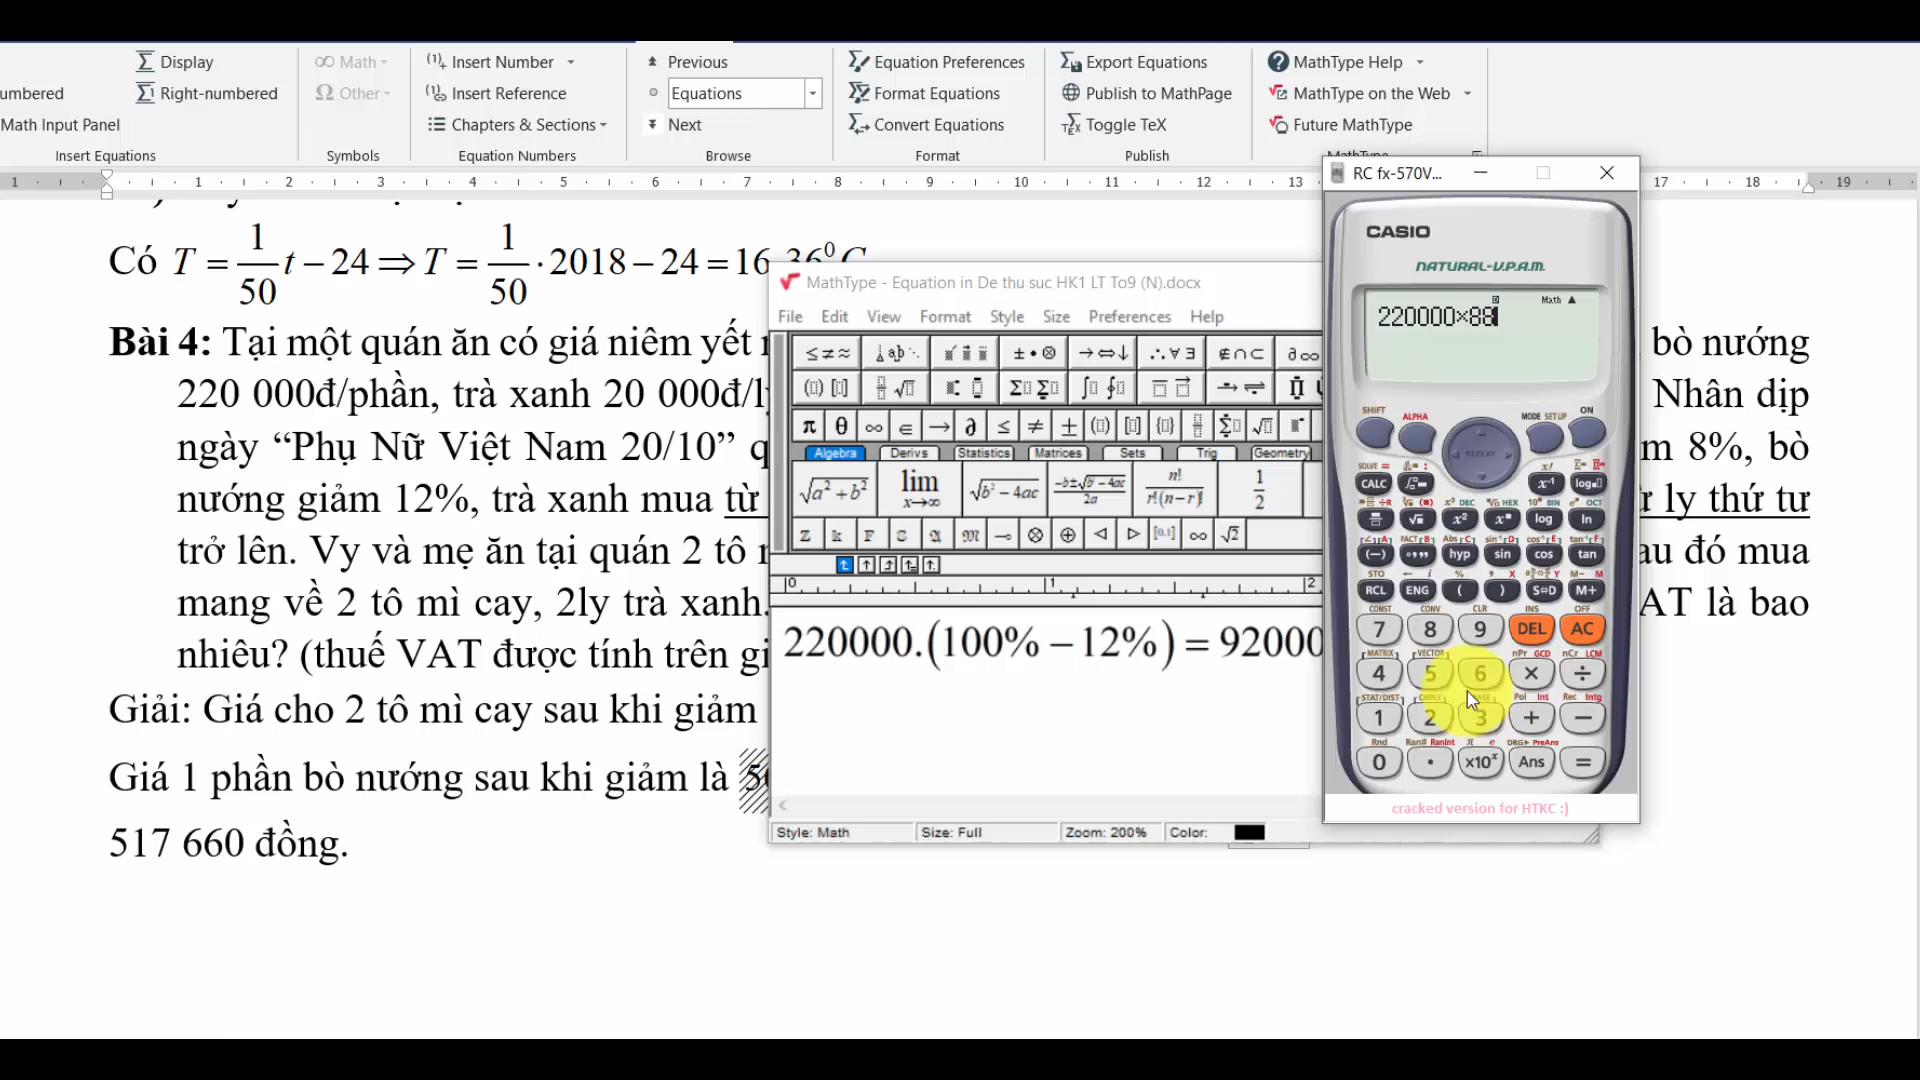 Display
Math
Insert Number
Previous
Equation Preferences
Export Equations
MathType Help
umbered
Right-numbered
Other
Insert Reference
Equations
Format Equations
Publish to MathPage
MathType on the Web
Math Input Panel
Chapters & Sections
Next
Convert Equations
Toggle TeX
Future MathType
Insert Equations
Symbols
Equation Numbers
Browse
Format
Publish
Có T = 1/50 t − 24 ⇒ T = 1/50 · 2018 − 24 = 16,36⁰C
Bài 4: Tại một quán ăn có giá niêm yết
bò nướng
220 000đ/phần, trà xanh 20 000đ/l
Nhân dịp
ngày “Phụ Nữ Việt Nam 20/10”
m 8%, bò
nướng giảm 12%, trà xanh mua từ
ly thứ tư
trở lên. Vy và mẹ ăn tại quán 2 tô
au đó mua
mang về 2 tô mì cay, 2ly trà xanh.
AT là bao
nhiêu? (thuế VAT được tính trên gi
Giải: Giá cho 2 tô mì cay sau khi giảm
Giá 1 phần bò nướng sau khi giảm là
517 660 đồng.
MathType - Equation in De thu suc HK1 LT To9 (N).docx
File Edit View Format Style Size Preferences Help
Algebra Derivs Statistics Matrices Sets Trig Geometry
220000.(100% − 12%) = 92000
Style: Math
Size: Full
Zoom: 200%
Color:
RC fx-570V...
CASIO
NATURAL-V.P.A.M.
Math
220000×88
SHIFT ALPHA MODE SETUP ON
CALC x⁻¹ log
x² log ln
(−) hyp sin cos tan
RCL ENG ( ) S⇔D M+
7 8 9 DEL AC
4 5 6 × ÷
1 2 3 + −
0 . ×10ˣ Ans =
cracked version for HTKC :)